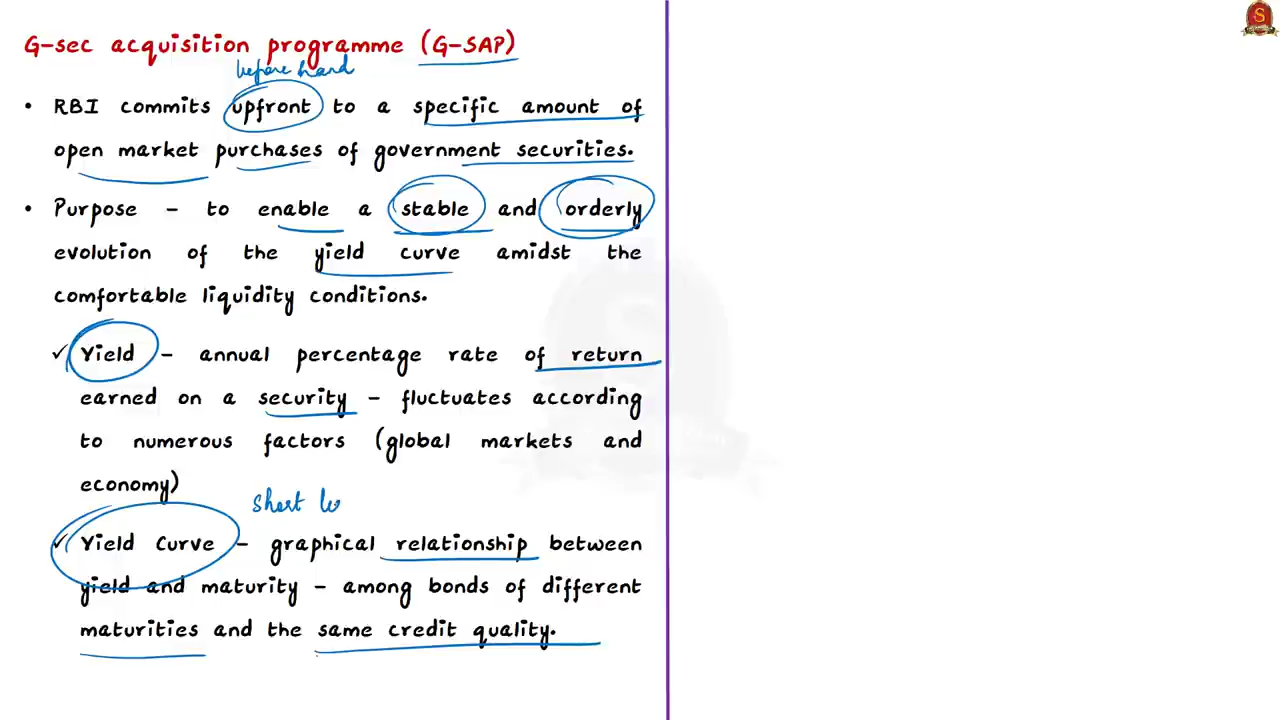 G-sec acquisition programme (G-SAP)
before hand
• RBI commits upfront to a specific amount of
open market purchases of government securities.
• Purpose - to enable a stable and orderly
evolution of the yield curve amidst the
comfortable liquidity conditions.
✓ Yield - annual percentage rate of return
earned on a security - fluctuates according
to numerous factors (global markets and
economy)
short
✓ Yield Curve - graphical relationship between
yield and maturity - among bonds of different
maturities and the same credit quality.